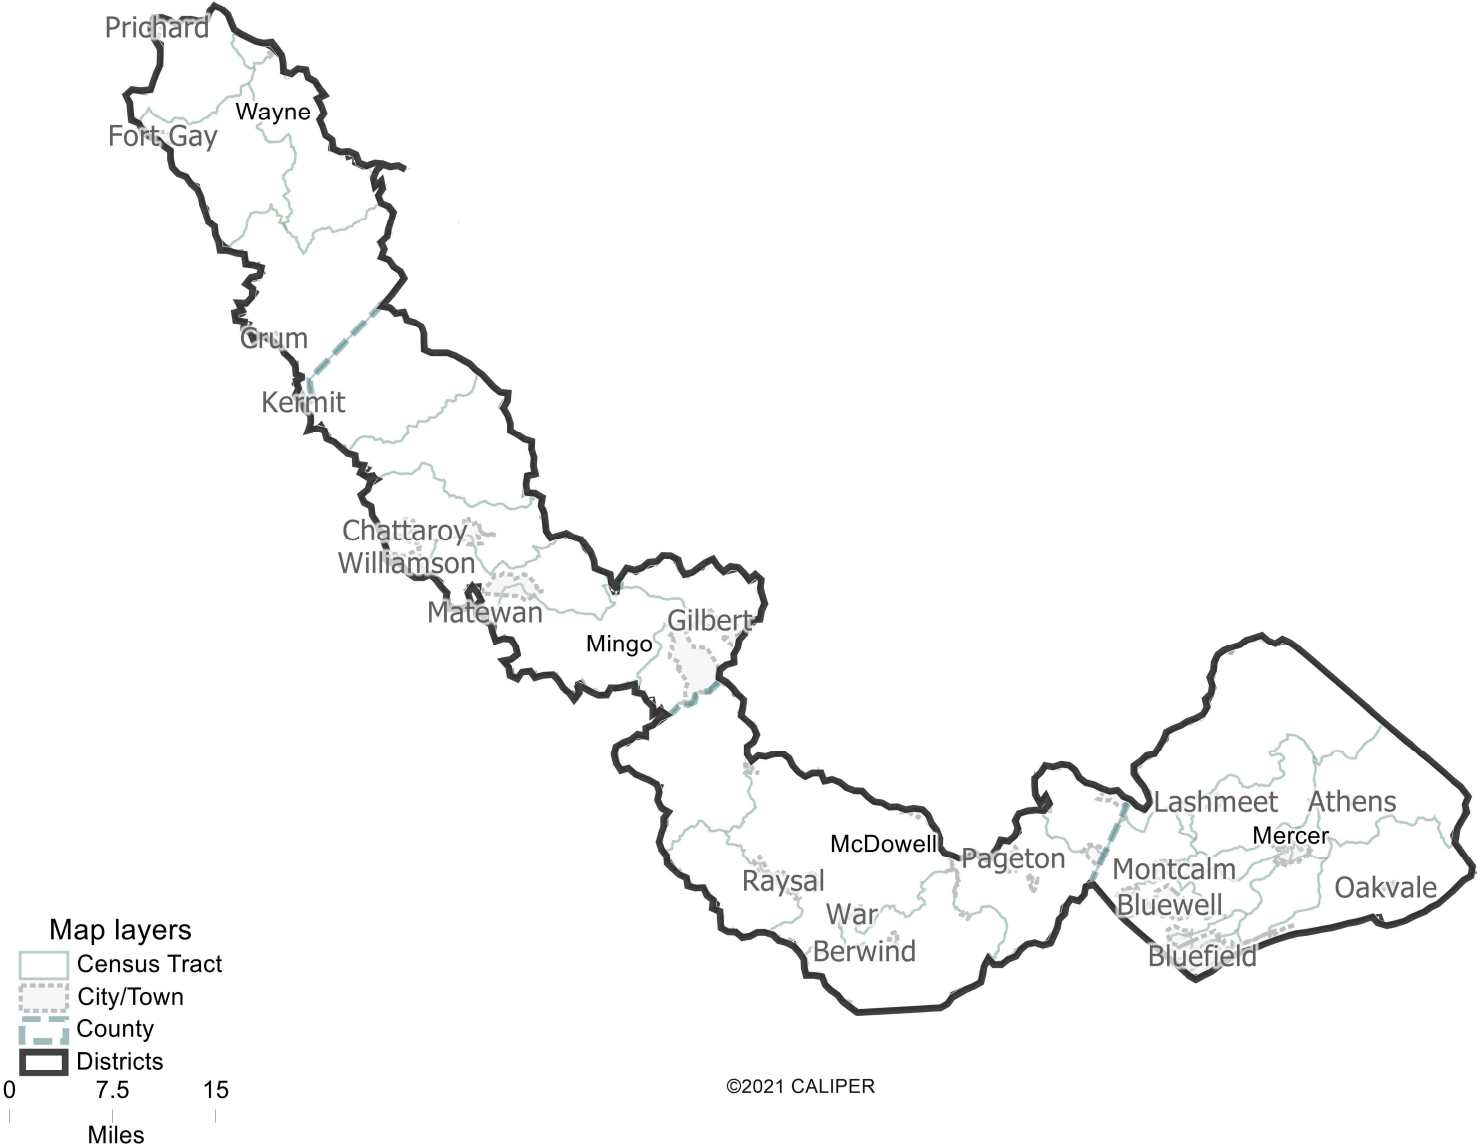 Prichard
Wayne
Fort Gay
Crum
Kermit
Chattaroy
Williamson
Matewan
Gilbert
Mingo
Lashmeet
Athens
Mercer
McDowell
Pageton
Montcalm
Raysal
Oakvale
Bluewell
War
Berwind
Bluefield
Map layers
Census Tract
City/Town
County
Districts
0 7.5 15
Miles
©2021 CALIPER